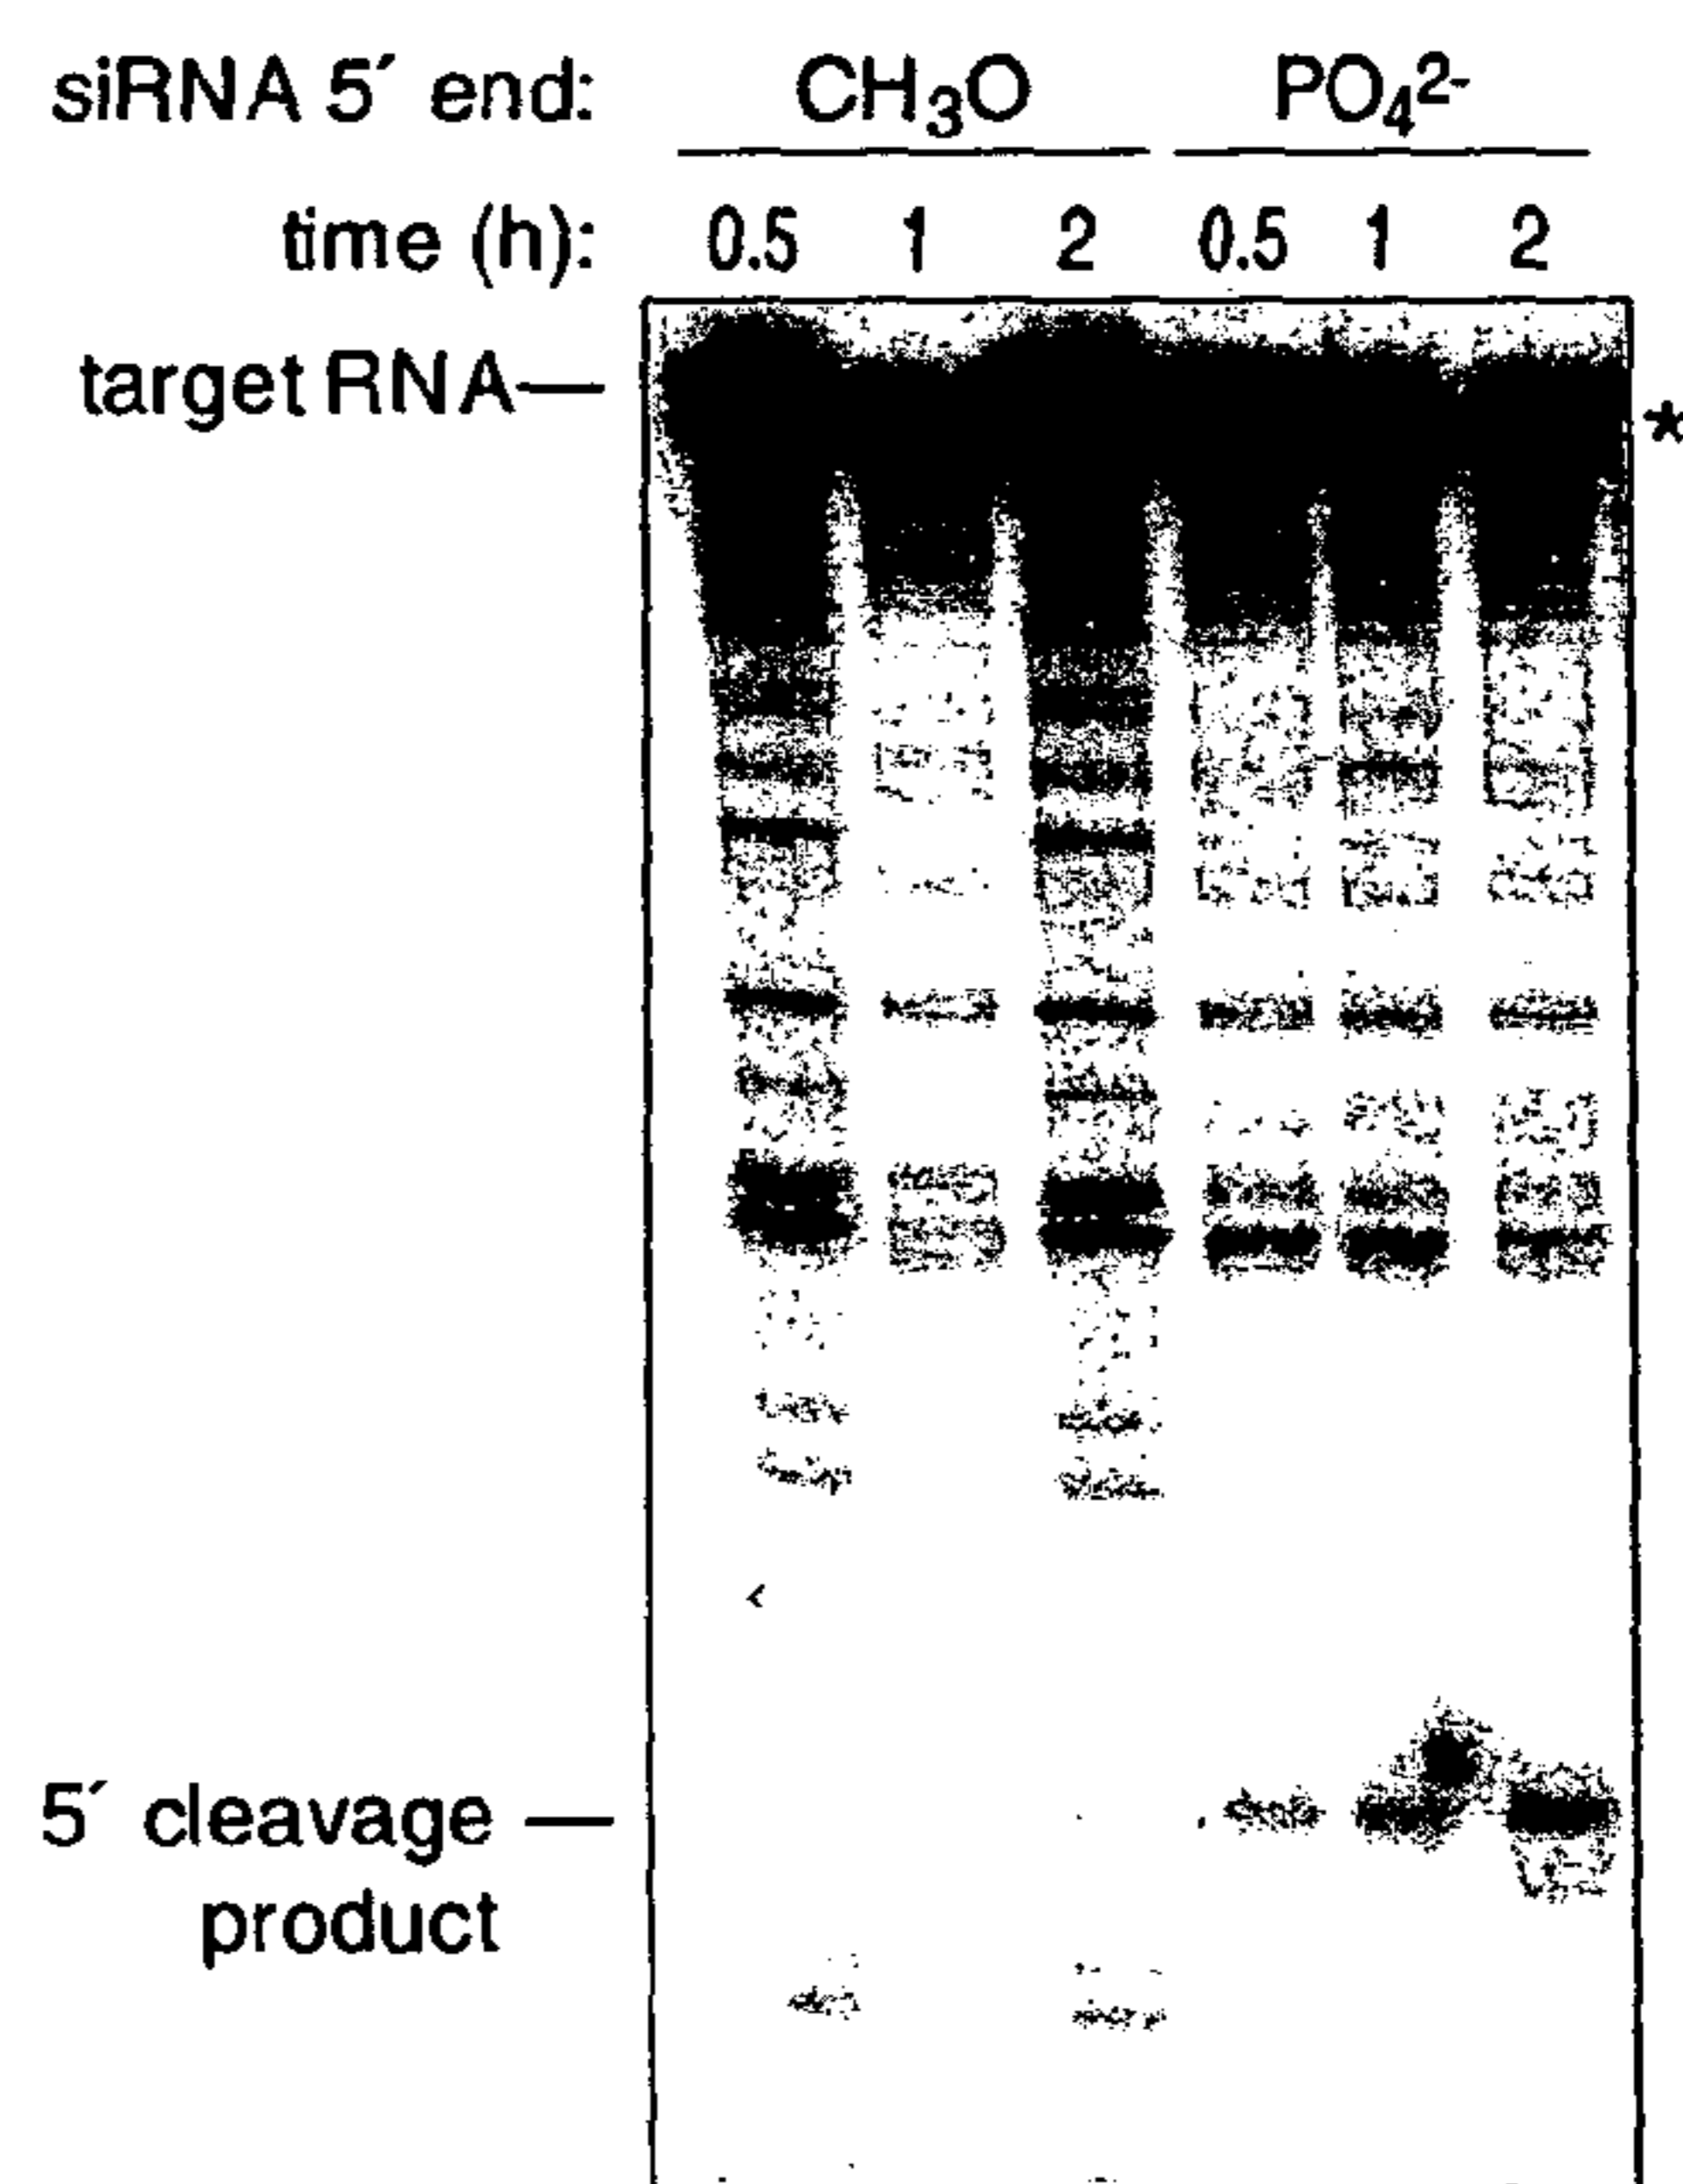 siRNA 5´ end: CH₃O PO₄²⁻
time (h): 0.5 1 2 0.5 1 2
target RNA— *
5´ cleavage —
product